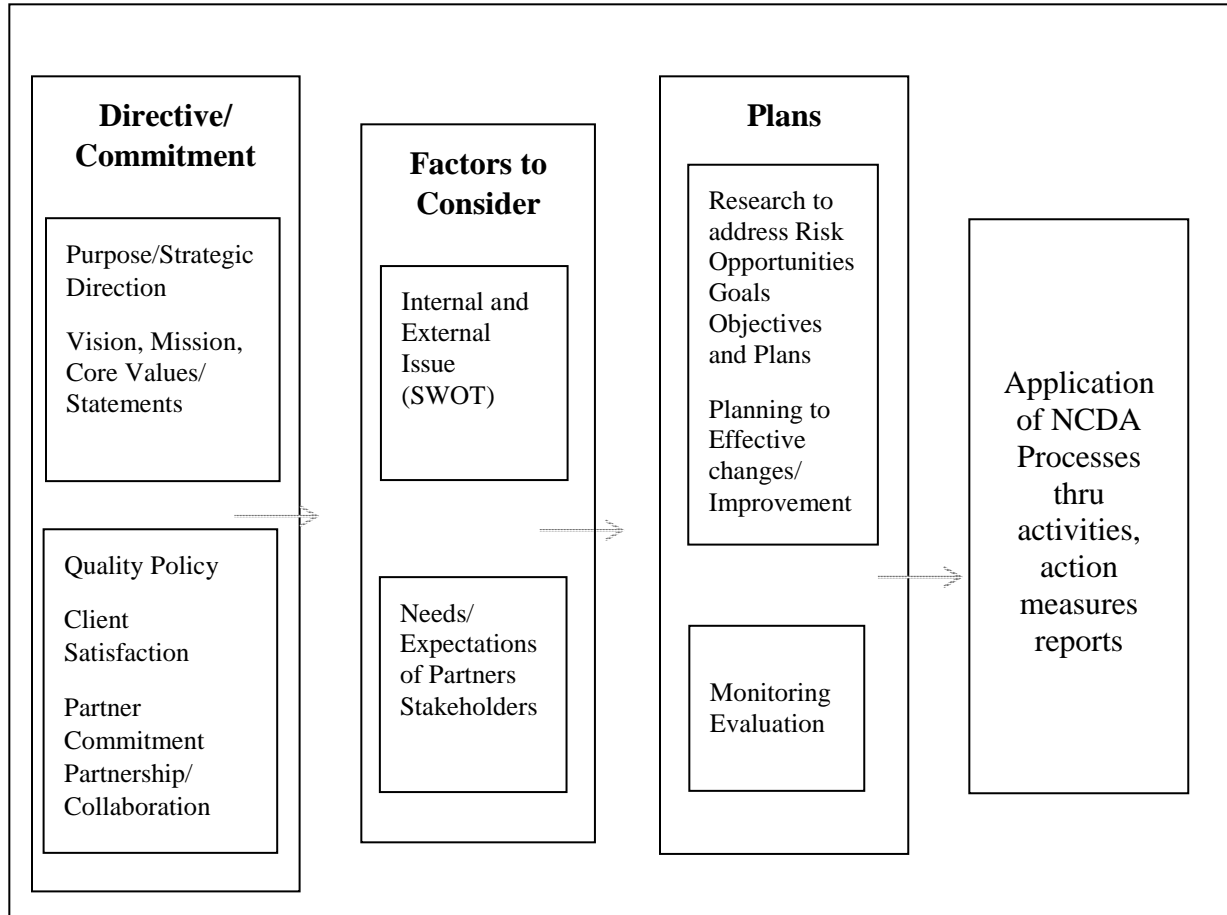 Directive/
Commitment
Purpose/Strategic
Direction
Vision, Mission,
Core Values/
Statements
Quality Policy
Client
Satisfaction
Partner
Commitment
Partnership/
Collaboration
Factors to
Consider
Internal and
External
Issue
(SWOT)
Needs/
Expectations
of Partners
Stakeholders
Plans
Research to
address Risk
Opportunities
Goals
Objectives
and Plans
Planning to
Effective
changes/
Improvement
Monitoring
Evaluation
Application
of NCDA
Processes
thru
activities,
action
measures
reports